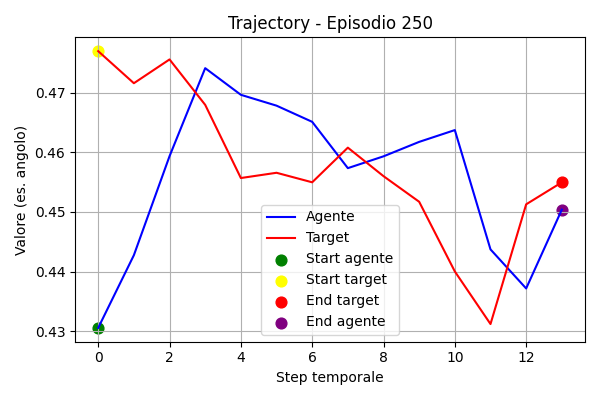 Trajectory - Episodio 250
Valore (es. angolo)
0.47
0.46
0.45
0.44
0.43
Agente
Target
Start agente
Start target
End target
End agente
0 2 4 6 8 10 12
Step temporale